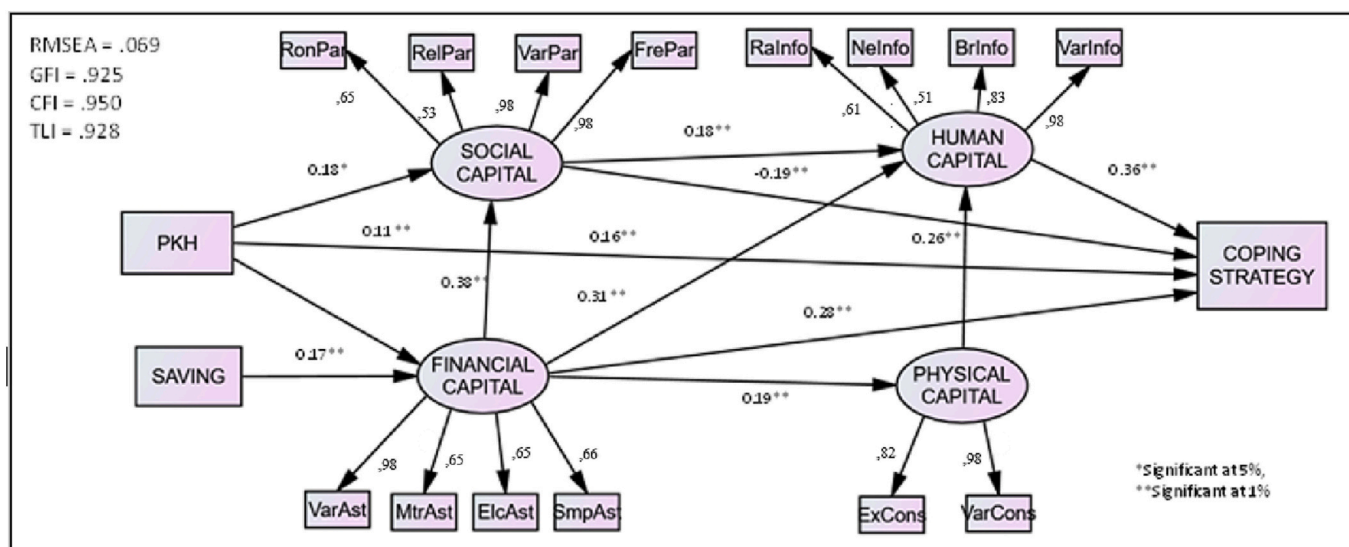 RMSEA = .069
GFI = .925
CFI = .950
TLI = .928
RonPar
RelPar
VarPar
FrePar
RaInfo
NeInfo
BrInfo
VarInfo
,65
,53
,98
,98
,61
,51
,83
,98
SOCIAL
CAPITAL
HUMAN
CAPITAL
0.18**
-0.19**
0.36**
0.18*
PKH
0.11**
0.16**
0.26**
COPING
STRATEGY
0.38**
0.31**
0.28**
SAVING
0.17**
FINANCIAL
CAPITAL
PHYSICAL
CAPITAL
0.19**
,98
,65
,65
,66
,82
,98
VarAst
MtrAst
ElcAst
SmpAst
ExCons
VarCons
*Significant at 5%,
**Significant at 1%